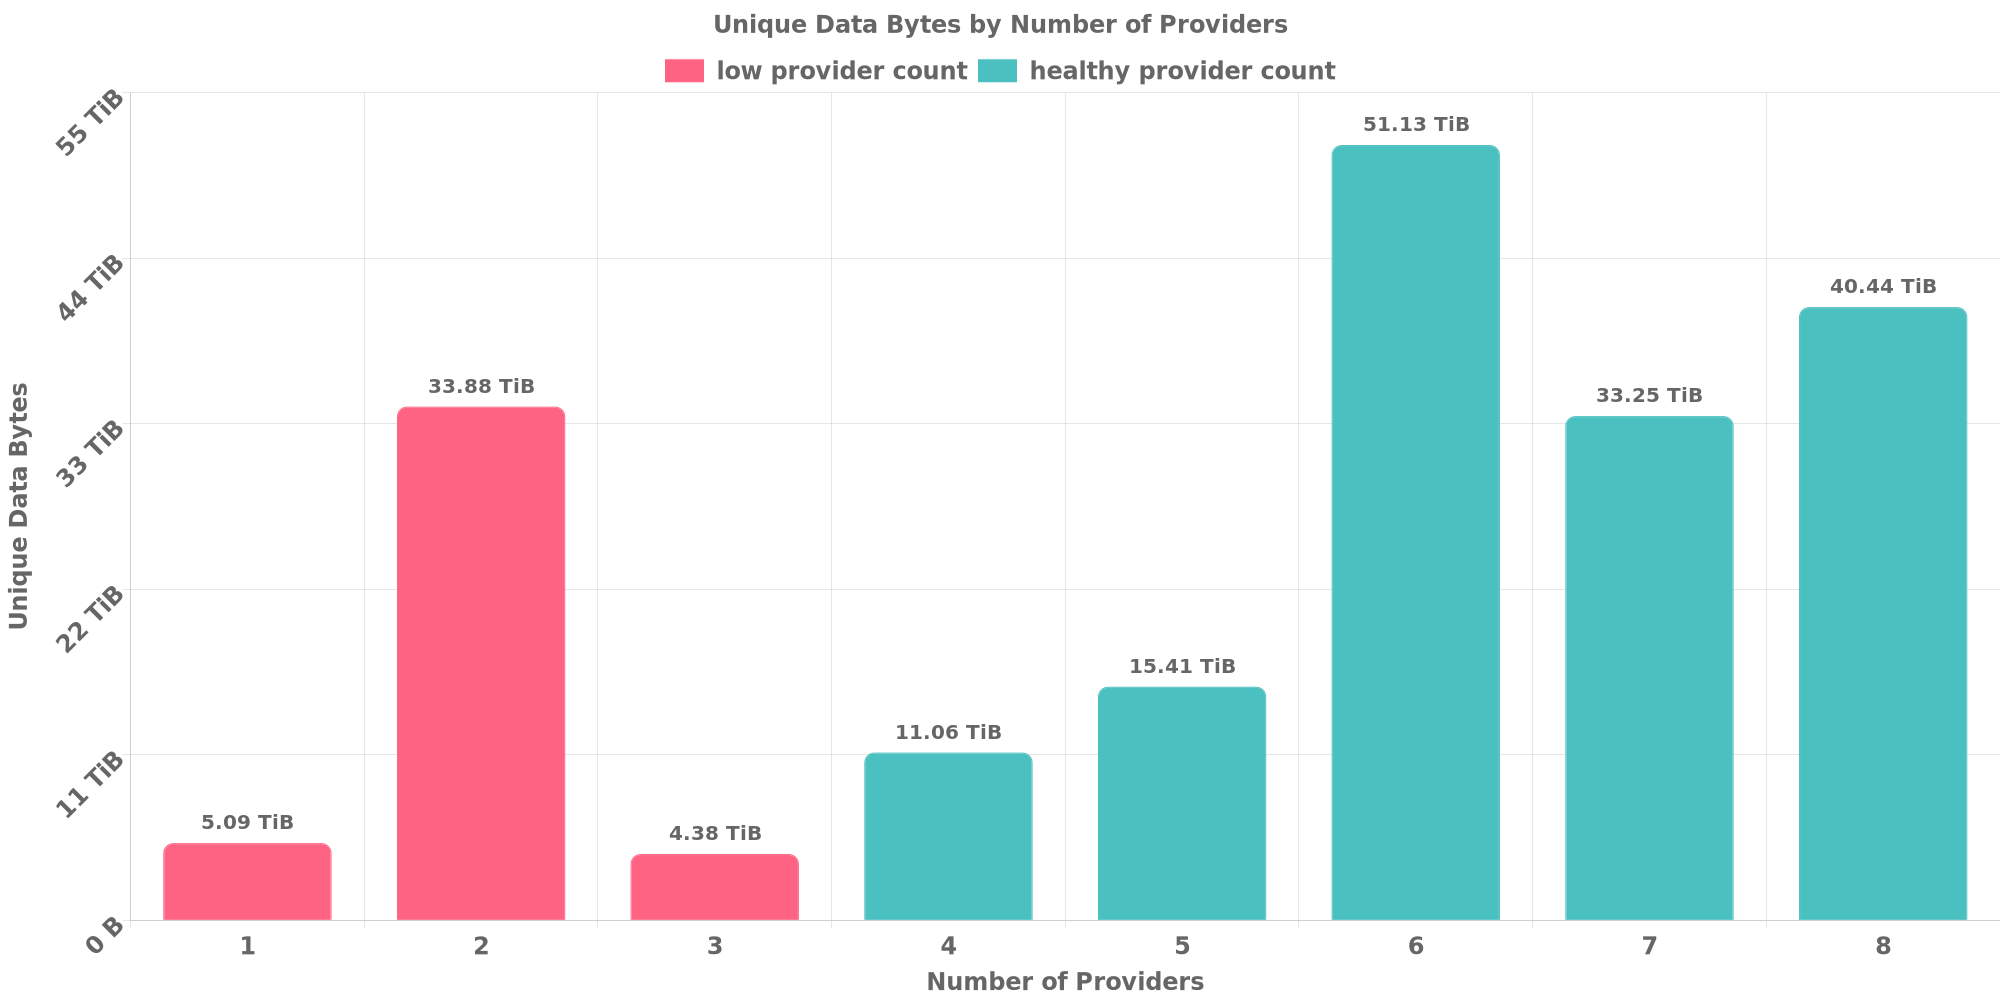 Unique Data Bytes by Number of Providers
low provider count healthy provider count
55 TiB
44 TiB
33 TiB
22 TiB
11 TiB
0 B
Unique Data Bytes
5.09 TiB
33.88 TiB
4.38 TiB
11.06 TiB
15.41 TiB
51.13 TiB
33.25 TiB
40.44 TiB
1 2 3 4 5 6 7 8
Number of Providers